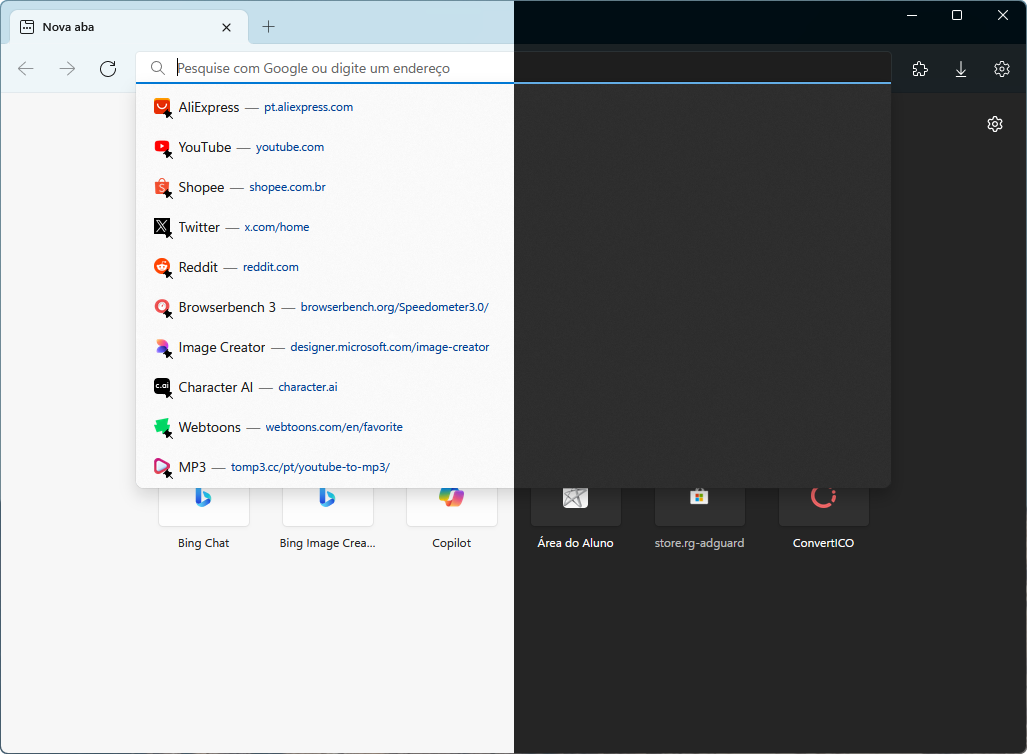 Nova aba
Pesquise com Google ou digite um endereço
AliExpress — pt.aliexpress.com
YouTube — youtube.com
Shopee — shopee.com.br
Twitter — x.com/home
Reddit — reddit.com
Browserbench 3 — browserbench.org/Speedometer3.0/
Image Creator — designer.microsoft.com/image-creator
c.ai Character AI — character.ai
Webtoons — webtoons.com/en/favorite
MP3 — tomp3.cc/pt/youtube-to-mp3/
Bing Chat Bing Image Crea... Copilot Área do Aluno store.rg-adguard ConvertICO